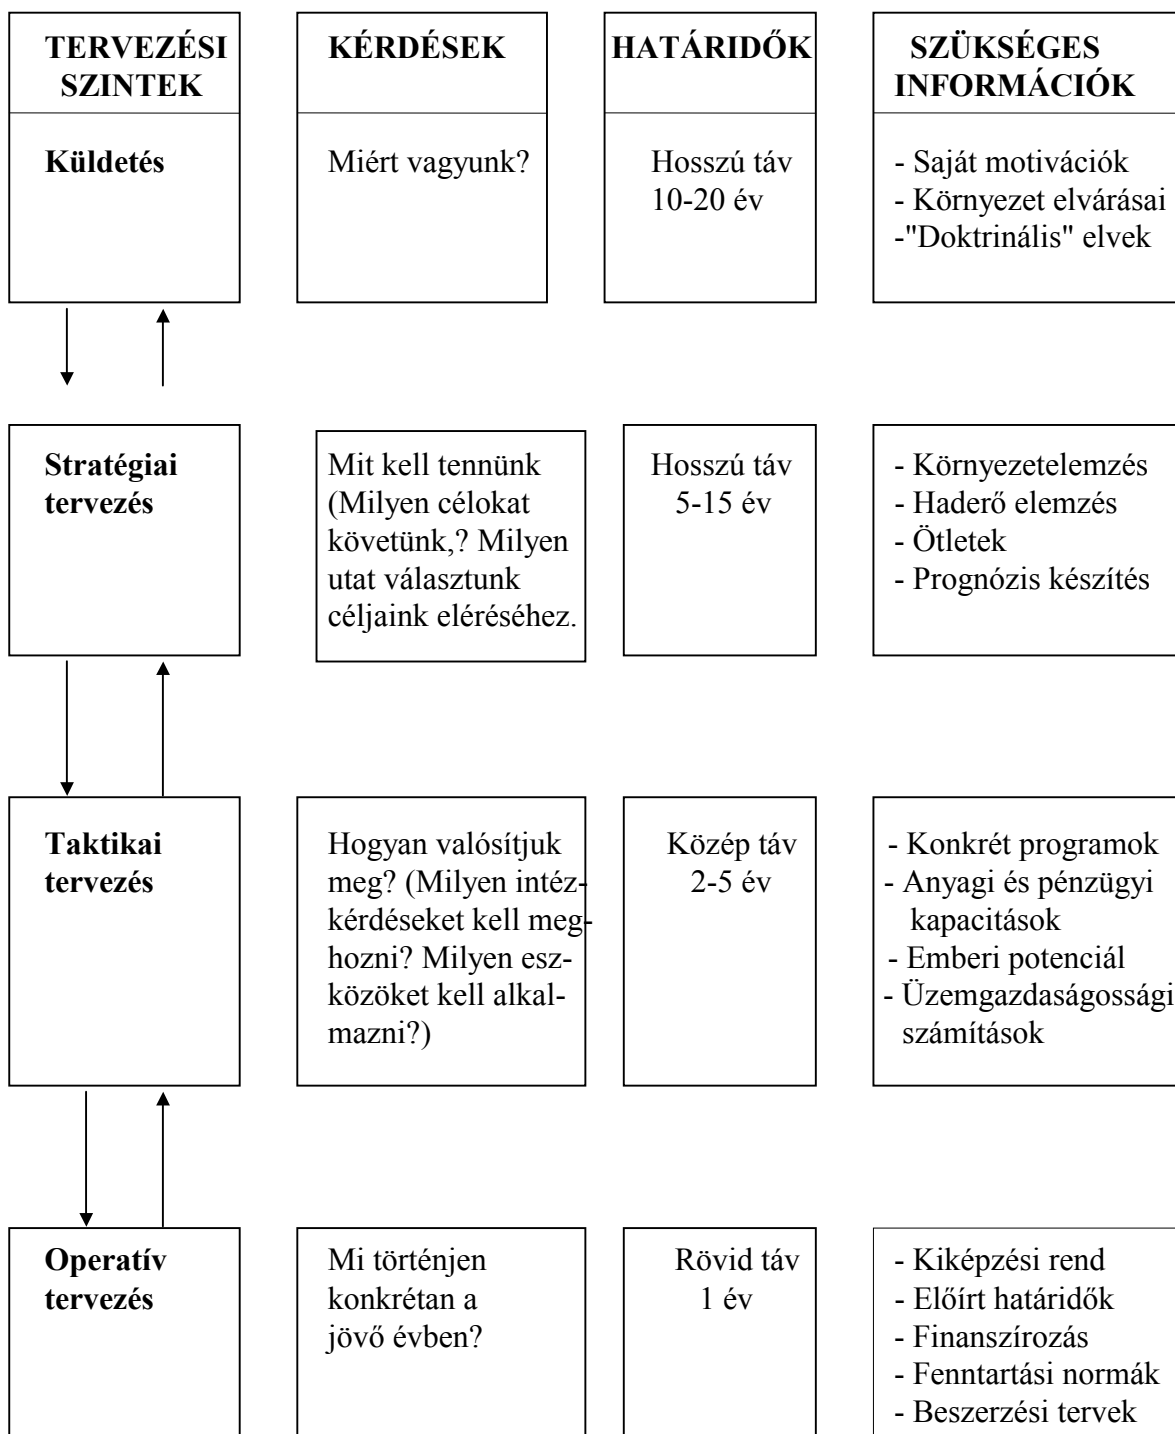 TERVEZÉSI
SZINTEK
KÉRDÉSEK
HATÁRIDŐK
SZÜKSÉGES
INFORMÁCIÓK
Küldetés
Miért vagyunk?
Hosszú táv
10-20 év
- Saját motivációk
- Környezet elvárásai
-"Doktrinális" elvek
Stratégiai
tervezés
Mit kell tennünk
(Milyen célokat
követünk,? Milyen
utat választunk
céljaink eléréséhez.
Hosszú táv
5-15 év
- Környezetelemzés
- Haderő elemzés
- Ötletek
- Prognózis készítés
Taktikai
tervezés
Hogyan valósítjuk
meg? (Milyen intéz-
kérdéseket kell meg-
hozni? Milyen esz-
közöket kell alkal-
mazni?)
Közép táv
2-5 év
- Konkrét programok
- Anyagi és pénzügyi
kapacitások
- Emberi potenciál
- Üzemgazdaságossági
számítások
Operatív
tervezés
Mi történjen
konkrétan a
jövő évben?
Rövid táv
1 év
- Kiképzési rend
- Előírt határidők
- Finanszírozás
- Fenntartási normák
- Beszerzési tervek